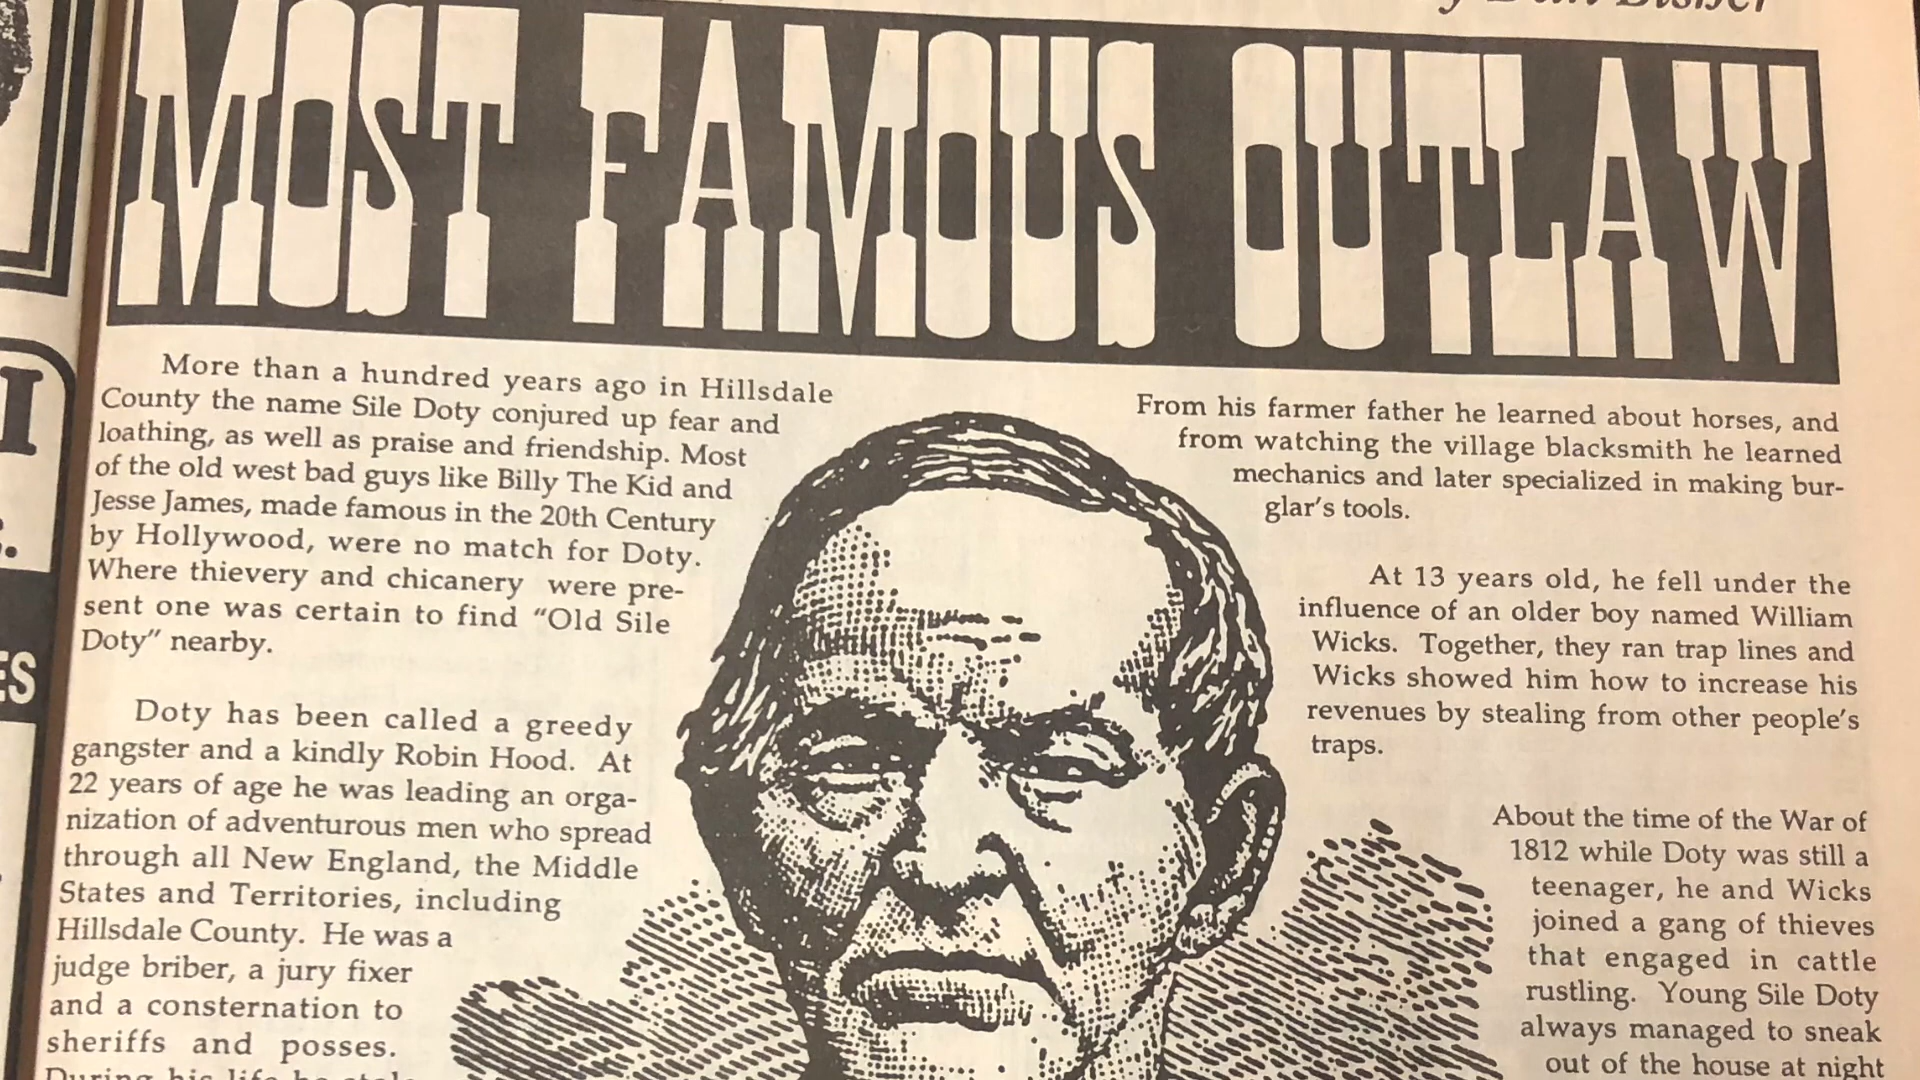 by Dan Bisher
MOST FAMOUS OUTLAW
More than a hundred years ago in Hillsdale
County the name Sile Doty conjured up fear and
loathing, as well as praise and friendship. Most
of the old west bad guys like Billy The Kid and
Jesse James, made famous in the 20th Century
by Hollywood, were no match for Doty.
Where thievery and chicanery were pre-
sent one was certain to find "Old Sile
Doty" nearby.
Doty has been called a greedy
gangster and a kindly Robin Hood. At
22 years of age he was leading an orga-
nization of adventurous men who spread
through all New England, the Middle
States and Territories, including
Hillsdale County. He was a
judge briber, a jury fixer
and a consternation to
sheriffs and posses.
During his life he stole
From his farmer father he learned about horses, and
from watching the village blacksmith he learned
mechanics and later specialized in making bur-
glar's tools.
At 13 years old, he fell under the
influence of an older boy named William
Wicks. Together, they ran trap lines and
Wicks showed him how to increase his
revenues by stealing from other people's
traps.
About the time of the War of
1812 while Doty was still a
teenager, he and Wicks
joined a gang of thieves
that engaged in cattle
rustling. Young Sile Doty
always managed to sneak
out of the house at night
I
ES